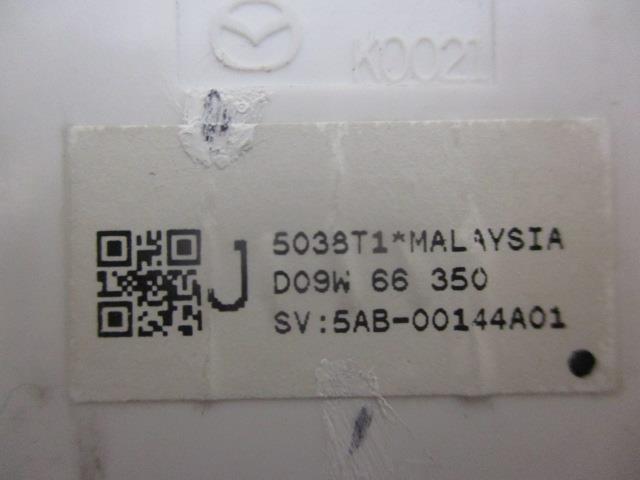 K0021
5038T1*MALAYSIA
J
D09W 66 350
SV:5AB-00144A01